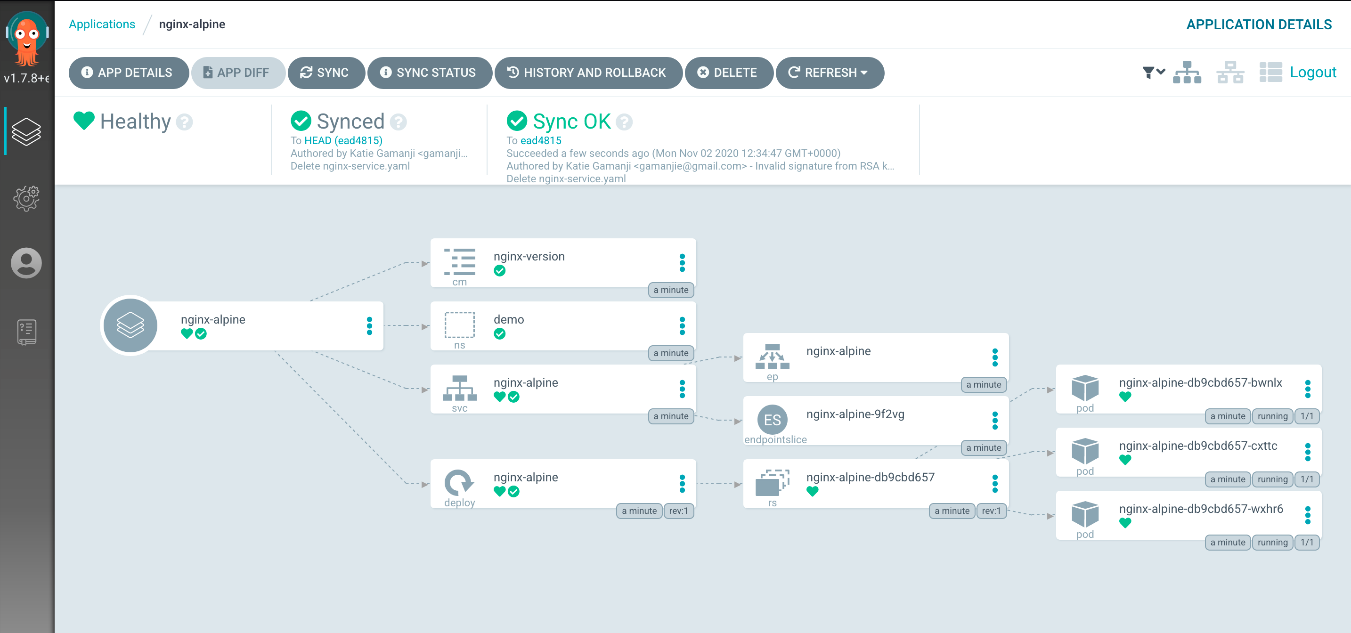 Applications / nginx-alpine
APPLICATION DETAILS
v1.7.8+e
APP DETAILS
APP DIFF
SYNC
SYNC STATUS
HISTORY AND ROLLBACK
DELETE
REFRESH
Logout
Healthy
Synced
To HEAD (ead4815)
Authored by Katie Gamanji <gamanji...
Delete nginx-service.yaml
Sync OK
To ead4815
Succeeded a few seconds ago (Mon Nov 02 2020 12:34:47 GMT+0000)
Authored by Katie Gamanji <gamanjie@gmail.com> - Invalid signature from RSA k...
Delete nginx-service.yaml
nginx-alpine
nginx-version
cm
a minute
demo
ns
a minute
nginx-alpine
svc
a minute
nginx-alpine
deploy
a minute
rev:1
nginx-alpine
ep
a minute
ES
nginx-alpine-9f2vg
endpointslice
a minute
nginx-alpine-db9cbd657
rs
a minute
rev:1
nginx-alpine-db9cbd657-bwnlx
pod
a minute
running
1/1
nginx-alpine-db9cbd657-cxttc
pod
a minute
running
1/1
nginx-alpine-db9cbd657-wxhr6
pod
a minute
running
1/1